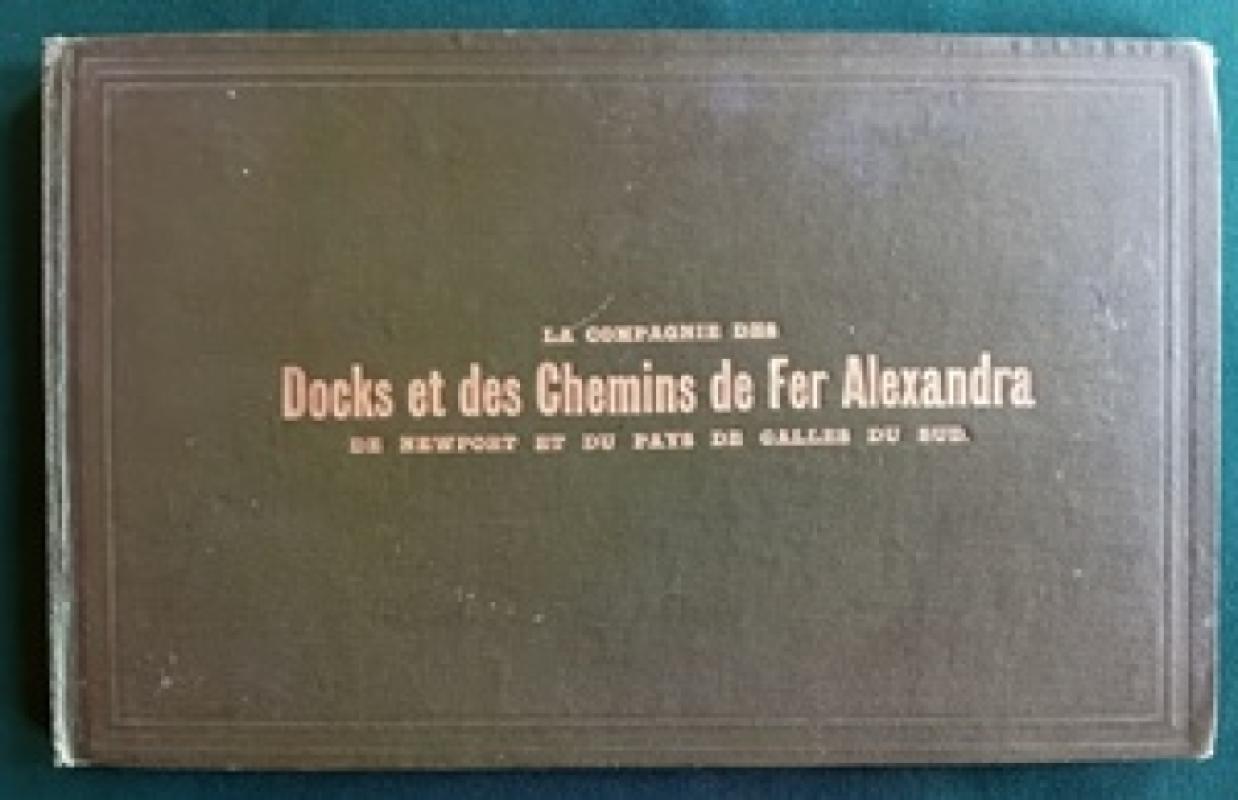 LA COMPAGNIE DES
Docks et des Chemins de Fer Alexandra
DE NEWPORT ET DU PAYS DE GALLES DU SUD.